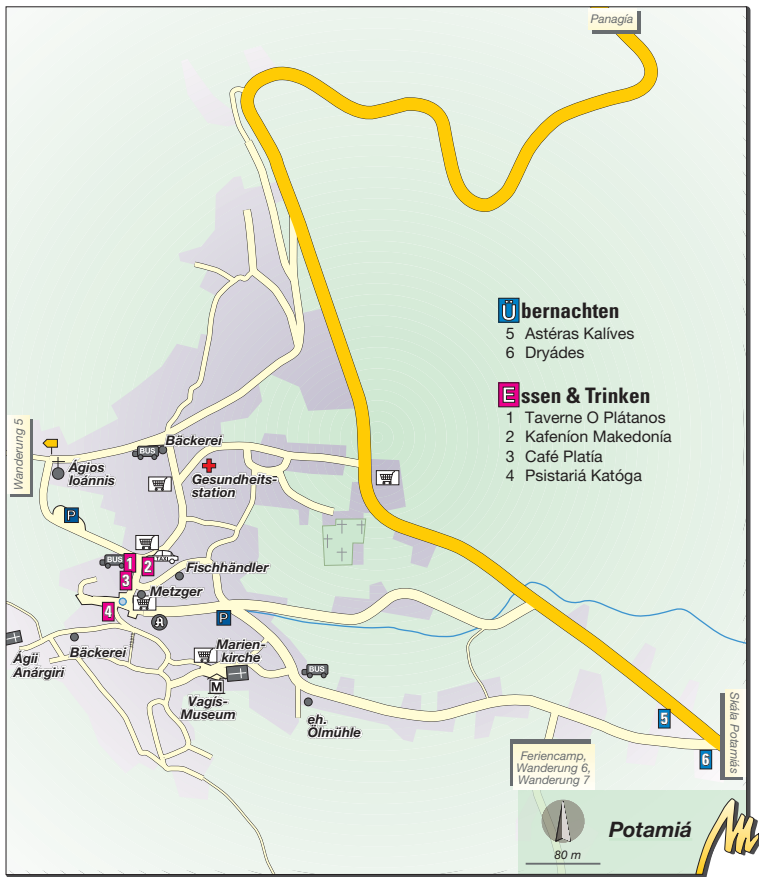 Panagía
Übernachten
5 Astéras Kalíves
6 Dryádes
Essen & Trinken
1 Taverne O Plátanos
2 Kafeníon Makedonía
3 Café Platía
4 Psistariá Katóga
Wanderung 5
BUS
Bäckerei
Ágios
Ioánnis
Gesundheits-
station
P
BUS
1
2
TAXI
3
Fischhändler
Metzger
4
A
P
Ágii
Anárgiri
Bäckerei
Marien-
kirche
BUS
M
Vagis-
Museum
eh.
Ölmühle
5
6
Skála Potamiás
Feriencamp,
Wanderung 6,
Wanderung 7
80 m
Potamiá